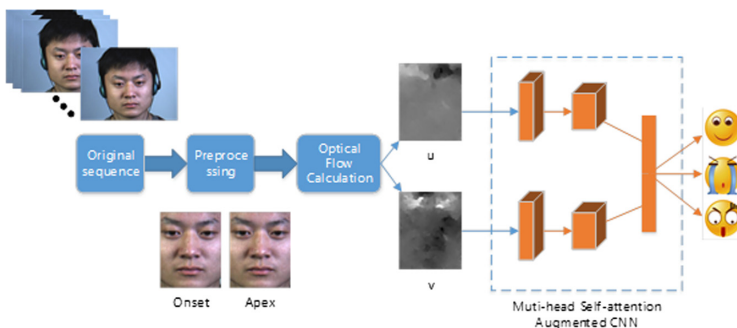 Original
sequence
Preproce
ssing
Optical
Flow
Calculation
u
v
Onset
Apex
Muti-head Self-attention
Augmented CNN